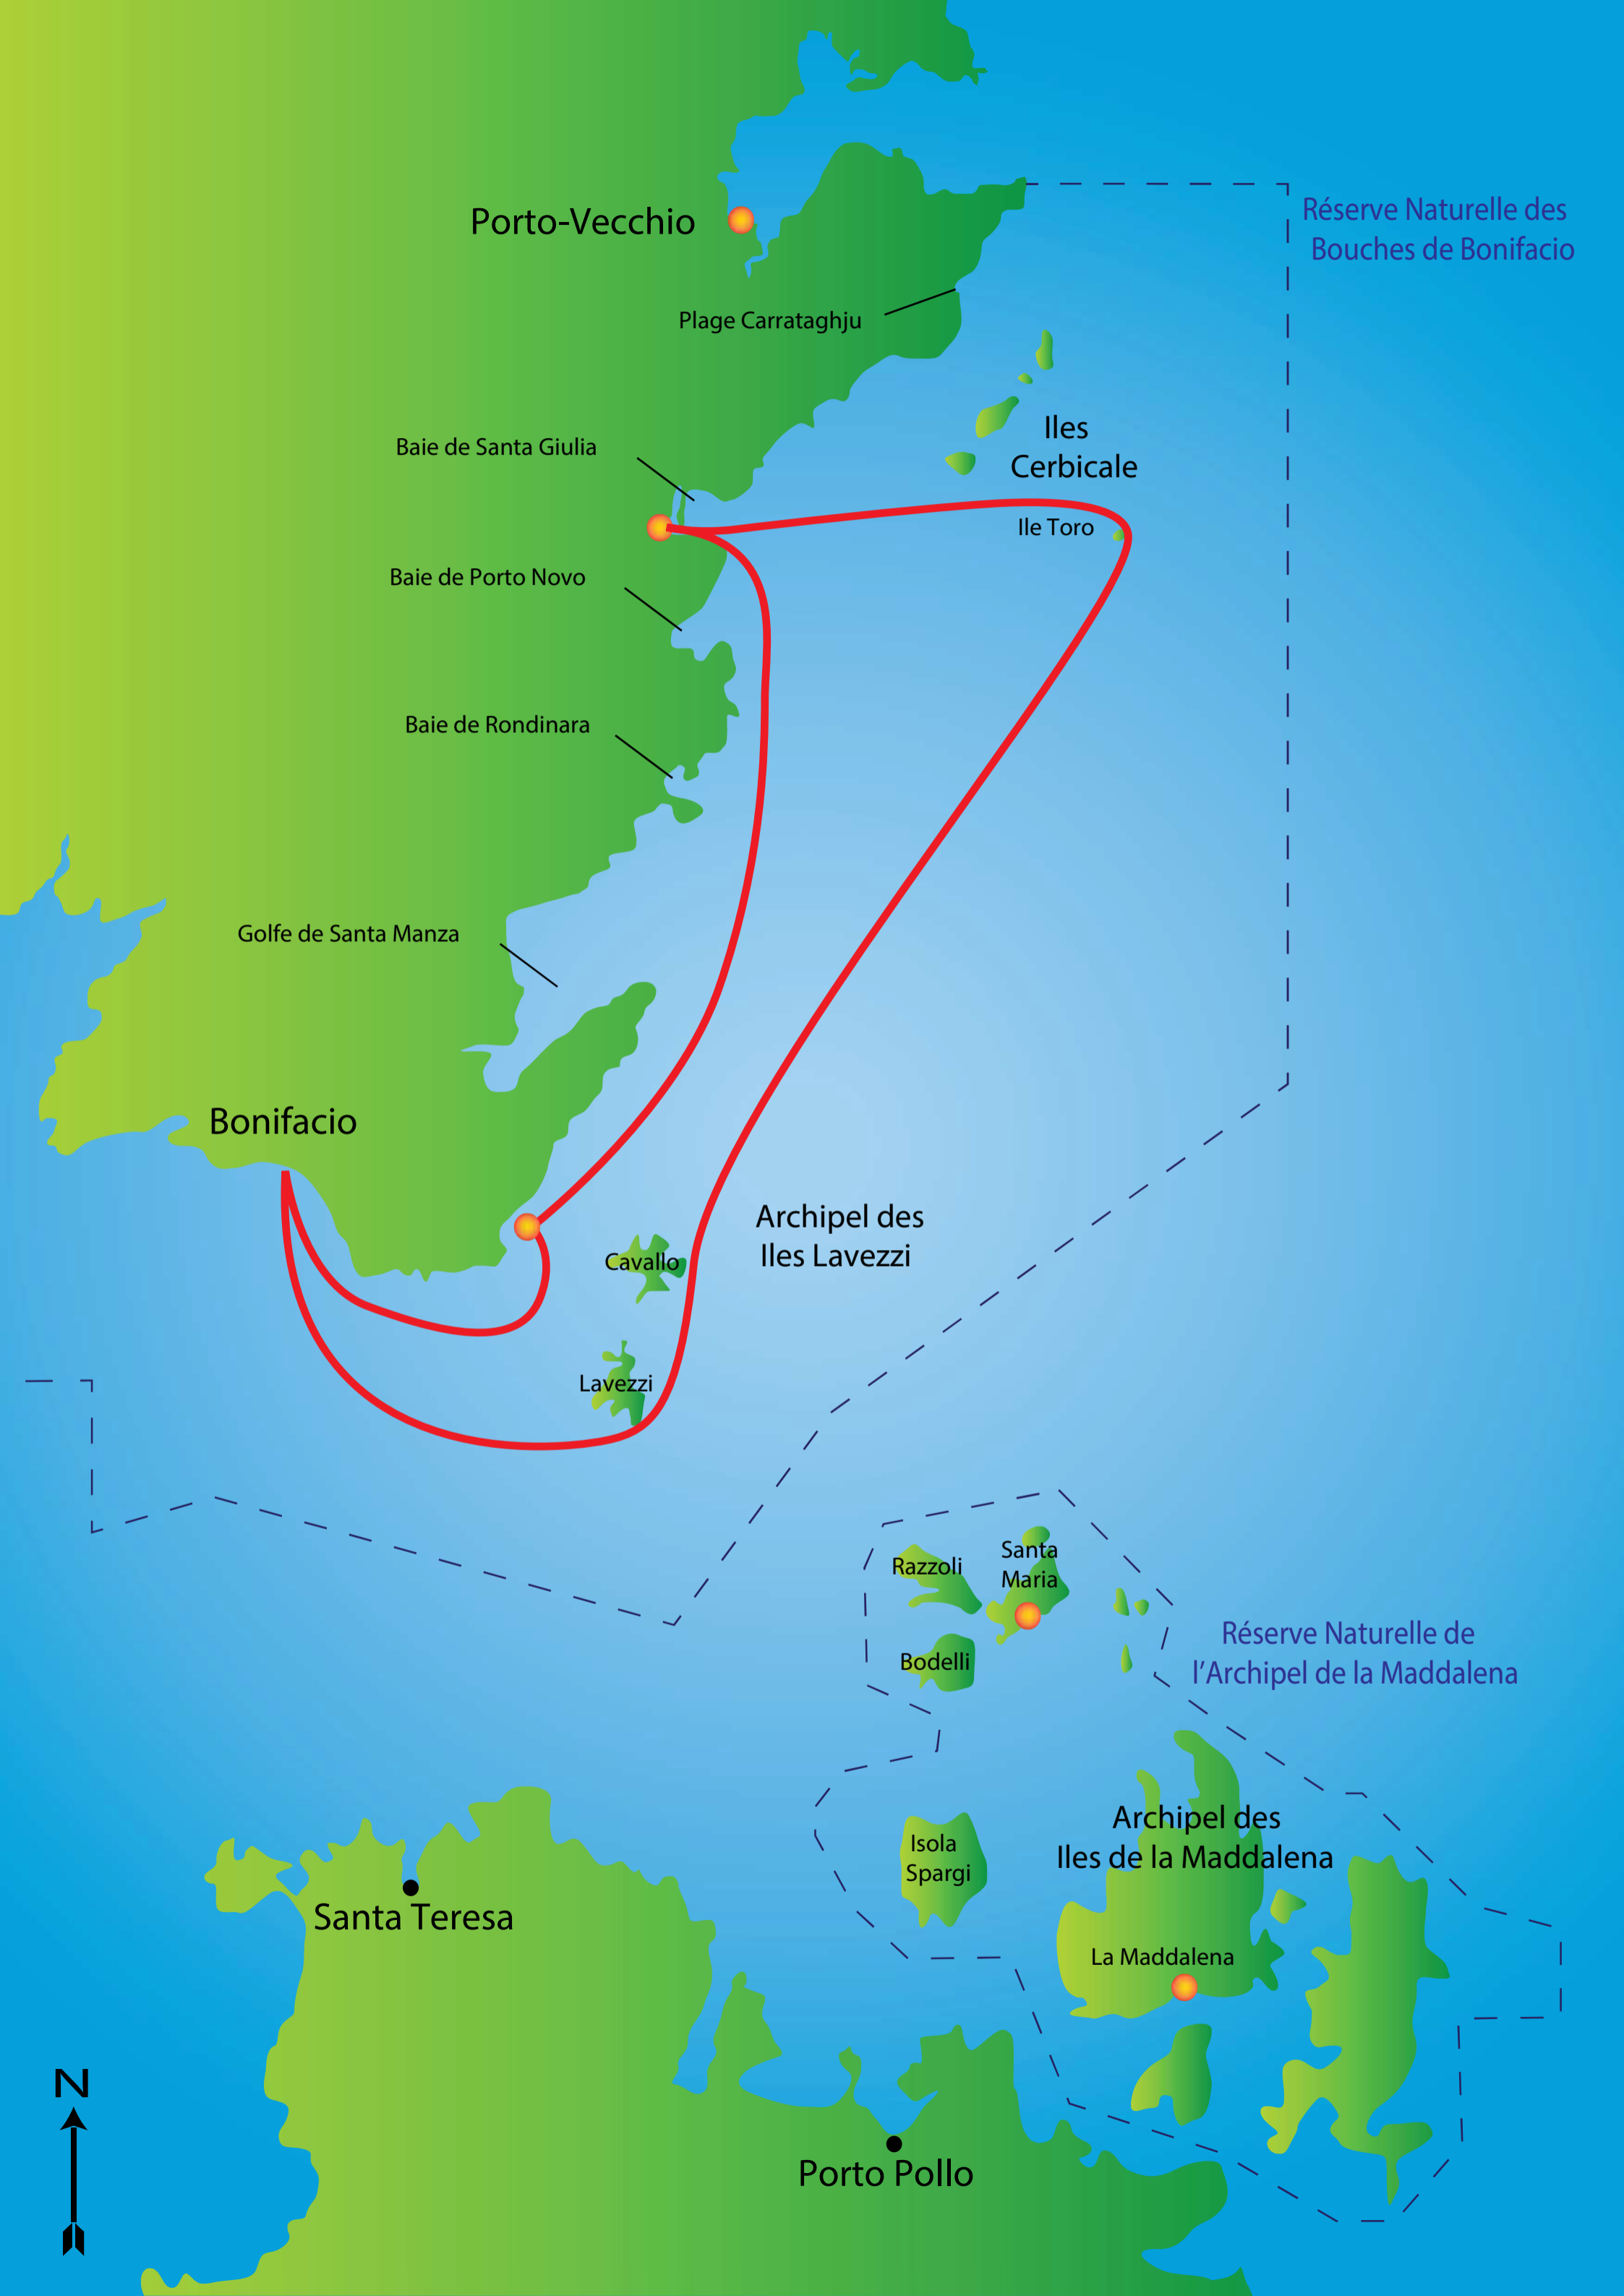 Réserve Naturelle des
Bouches de Bonifacio
Porto-Vecchio
Plage Carrataghju
Iles
Cerbicale
Baie de Santa Giulia
Ile Toro
Baie de Porto Novo
Baie de Rondinara
Golfe de Santa Manza
Bonifacio
Archipel des
Iles Lavezzi
Cavallo
Lavezzi
Santa
Maria
Razzoli
Réserve Naturelle de
l'Archipel de la Maddalena
Bodelli
Archipel des
Iles de la Maddalena
Isola
Spargi
Santa Teresa
La Maddalena
N
Porto Pollo